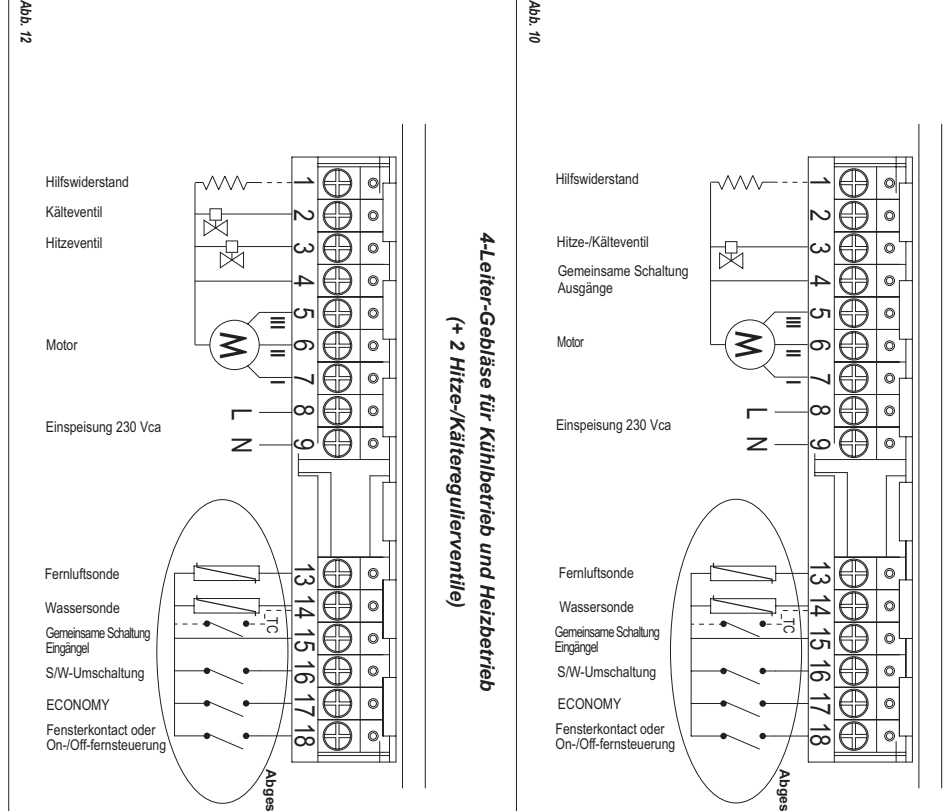 Abb. 12
Hilfswiderstand
Kälteventil
Hitzeventil
Motor
Einspeisung 230 Vca
Fernluftsonde
Wassersonde
Gemeinsame Schaltung
Eingängel
S/W-Umschaltung
ECONOMY
Fensterkontact oder
On-/Off-fernsteuerung
M
III
II
I
L
N
TC
1
2
3
4
5
6
7
8
9
13
14
15
16
17
18
Abges
4-Leiter-Gebläse für Kühlbetrieb und Heizbetrieb
(+ 2 Hitze-/Kälteregulierventile)
Abb. 10
Hilfswiderstand
Hitze-/Kälteventil
Gemeinsame Schaltung
Ausgänge
Motor
Einspeisung 230 Vca
Fernluftsonde
Wassersonde
Gemeinsame Schaltung
Eingängel
S/W-Umschaltung
ECONOMY
Fensterkontact oder
On-/Off-fernsteuerung
M
III
II
I
L
N
TC
1
2
3
4
5
6
7
8
9
13
14
15
16
17
18
Abges